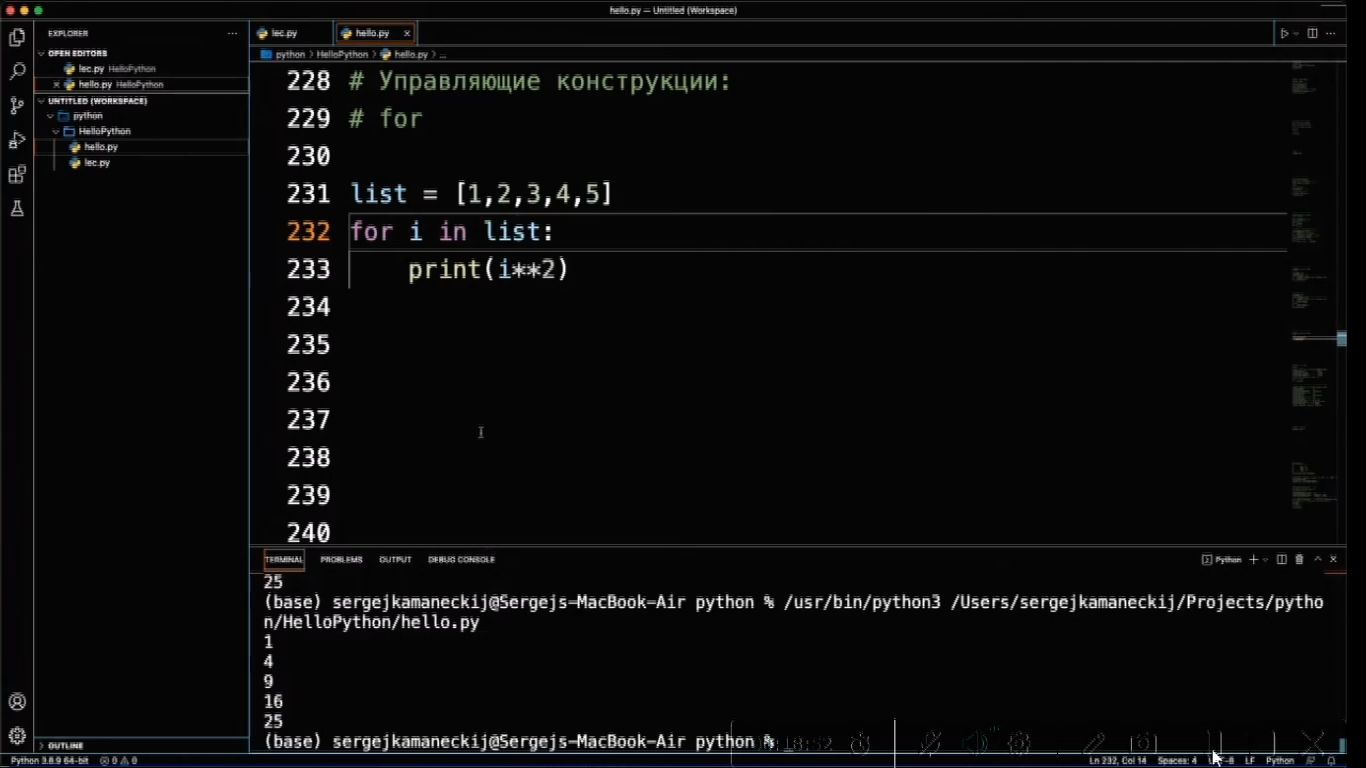 hello.py — Untitled (Workspace)
EXPLORER
OPEN EDITORS
lec.py HelloPython
hello.py HelloPython
UNTITLED (WORKSPACE)
python
HelloPython
hello.py
lec.py
OUTLINE
lec.py
hello.py
python > HelloPython > hello.py > ...
228 # Управляющие конструкции:
229 # for
230
231 list = [1,2,3,4,5]
232 for i in list:
233 print(i**2)
234
235
236
237
238
239
240
TERMINAL PROBLEMS OUTPUT DEBUG CONSOLE
Python
25
(base) sergejkamaneckij@Sergejs-MacBook-Air python % /usr/bin/python3 /Users/sergejkamaneckij/Projects/pytho
n/HelloPython/hello.py
1
4
9
16
25
(base) sergejkamaneckij@Sergejs-MacBook-Air python %
Python 3.8.9 64-bit 0 0
Ln 232, Col 14 Spaces: 4 UTF-8 LF Python